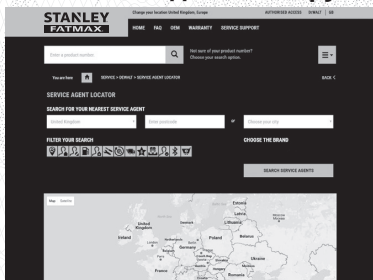 STANLEY
FATMAX.
Change your location United Kingdom, Europe
AUTHORISED ACCESS DEWALT GB
HOME FAQ OEM WARRANTY SERVICE SUPPORT
Enter a product number
Not sure of your product number?
Choose your search option.
You are here
SERVICE > DEWALT > SERVICE AGENT LOCATOR
BACK <
SERVICE AGENT LOCATOR
SEARCH FOR YOUR NEAREST SERVICE AGENT
United Kingdom
Enter postcode
or
Choose your city
FILTER YOUR SEARCH
CHOOSE THE BRAND
SEARCH SERVICE AGENTS
Map Satellite
Estonia
Latvia
Lithuania
United
Kingdom
Ireland
Poland
Belarus
Germany
Ukraine
France
Romania